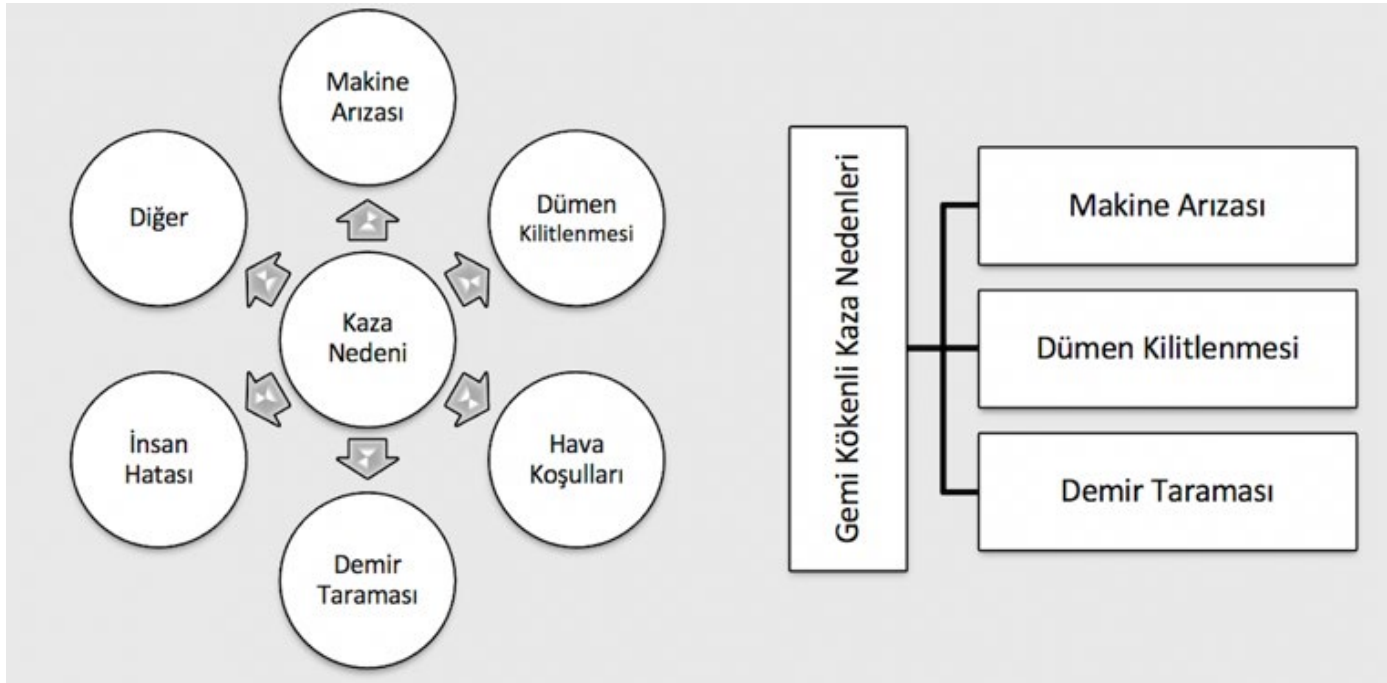 Makine
Arızası
Diğer
Dümen
Kilitlenmesi
Kaza
Nedeni
İnsan
Hatası
Hava
Koşulları
Demir
Taraması
Gemi Kökenli Kaza Nedenleri
Makine Arızası
Dümen Kilitlenmesi
Demir Taraması